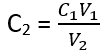 C₂ = C₁V₁ / V₂